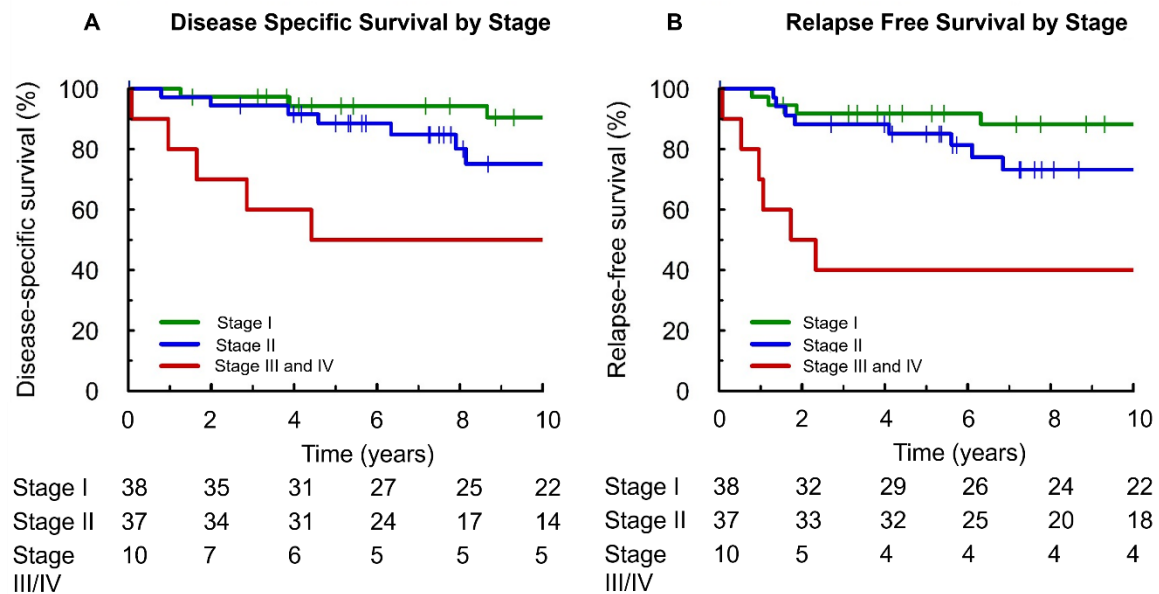 A Disease Specific Survival by Stage
Disease-specific survival (%)
100
80
60
40
20
0
Stage I
Stage II
Stage III and IV
0 2 4 6 8 10
Time (years)
Stage I 38 35 31 27 25 22
Stage II 37 34 31 24 17 14
Stage 10 7 6 5 5 5
III/IV
B Relapse Free Survival by Stage
Relapse-free survival (%)
100
80
60
40
20
0
Stage I
Stage II
Stage III and IV
0 2 4 6 8 10
Time (years)
Stage I 38 32 29 26 24 22
Stage II 37 33 32 25 20 18
Stage 10 5 4 4 4 4
III/IV